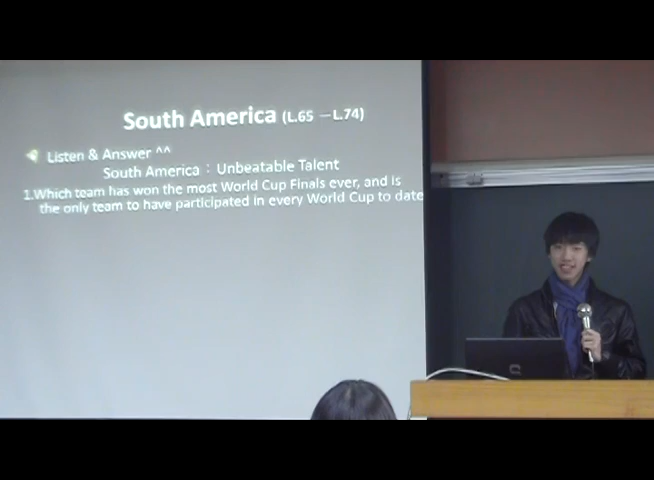 South America (L.65 —L.74)
Listen & Answer ^^
South America：Unbeatable Talent
1.Which team has won the most World Cup Finals ever, and is
the only team to have participated in every World Cup to date